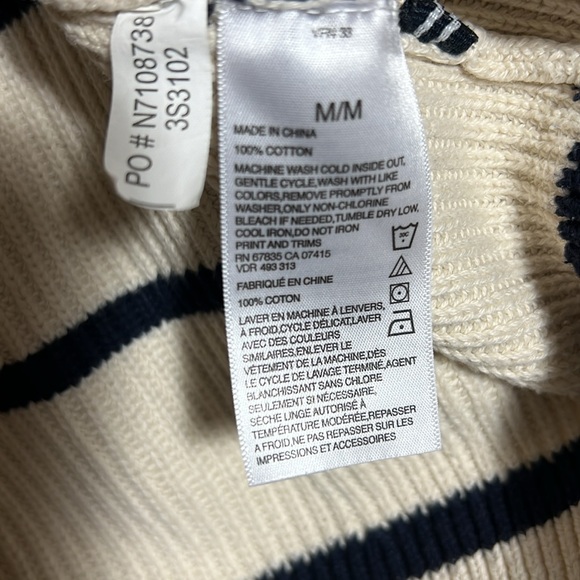 PO # N7108738
3S3102
VFI# 33
M/M
MADE IN CHINA
100% COTTON
MACHINE WASH COLD INSIDE OUT,
GENTLE CYCLE,WASH WITH LIKE
COLORS,REMOVE PROMPTLY FROM
WASHER,ONLY NON-CHLORINE
BLEACH IF NEEDED,TUMBLE DRY LOW,
COOL IRON,DO NOT IRON
PRINT AND TRIMS
RN 67835 CA 07415
VDR 493 313
FABRIQUÉ EN CHINE
100% COTON
LAVER EN MACHINE À L'ENVERS,
À FROID,CYCLE DÉLICAT,LAVER
AVEC DES COULEURS
SIMILAIRES,ENLEVER LE
VÊTEMENT DE LA MACHINE,DÈS
LE CYCLE DE LAVAGE TERMINÉ,AGENT
BLANCHISSANT SANS CHLORE
SEULEMENT SI NÉCESSAIRE,
SÈCHE LINGE AUTORISÉ À
TEMPÉRATURE MODÉRÉE,REPASSER
A FROID,NE PAS REPASSER SUR
IMPRESSIONS ET ACCESSOIRES
30C